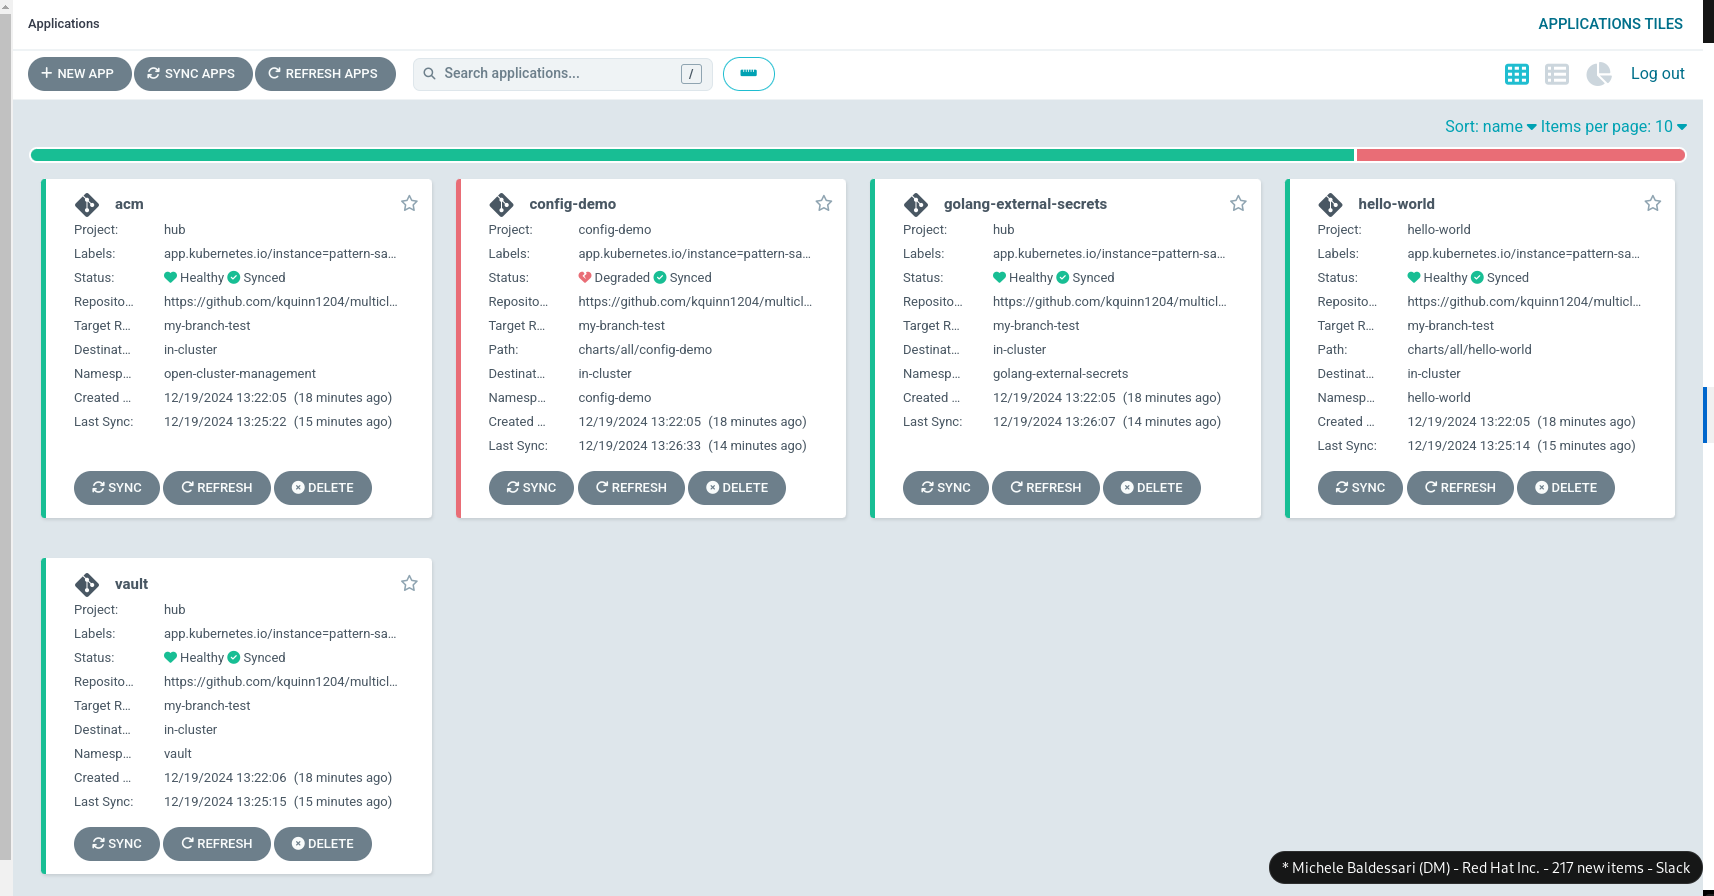 Applications
APPLICATIONS TILES
NEW APP
SYNC APPS
REFRESH APPS
Search applications...
/
Log out
Sort: name
Items per page: 10
acm
Project: hub
Labels: app.kubernetes.io/instance=pattern-sa...
Status: Healthy Synced
Reposito... https://github.com/kquinn1204/multicl...
Target R... my-branch-test
Destinat... in-cluster
Namesp... open-cluster-management
Created ... 12/19/2024 13:22:05 (18 minutes ago)
Last Sync: 12/19/2024 13:25:22 (15 minutes ago)
SYNC REFRESH DELETE
config-demo
Project: config-demo
Labels: app.kubernetes.io/instance=pattern-sa...
Status: Degraded Synced
Reposito... https://github.com/kquinn1204/multicl...
Target R... my-branch-test
Path: charts/all/config-demo
Destinat... in-cluster
Namesp... config-demo
Created ... 12/19/2024 13:22:05 (18 minutes ago)
Last Sync: 12/19/2024 13:26:33 (14 minutes ago)
SYNC REFRESH DELETE
golang-external-secrets
Project: hub
Labels: app.kubernetes.io/instance=pattern-sa...
Status: Healthy Synced
Reposito... https://github.com/kquinn1204/multicl...
Target R... my-branch-test
Destinat... in-cluster
Namesp... golang-external-secrets
Created ... 12/19/2024 13:22:05 (18 minutes ago)
Last Sync: 12/19/2024 13:26:07 (14 minutes ago)
SYNC REFRESH DELETE
hello-world
Project: hello-world
Labels: app.kubernetes.io/instance=pattern-sa...
Status: Healthy Synced
Reposito... https://github.com/kquinn1204/multicl...
Target R... my-branch-test
Path: charts/all/hello-world
Destinat... in-cluster
Namesp... hello-world
Created ... 12/19/2024 13:22:05 (18 minutes ago)
Last Sync: 12/19/2024 13:25:14 (15 minutes ago)
SYNC REFRESH DELETE
vault
Project: hub
Labels: app.kubernetes.io/instance=pattern-sa...
Status: Healthy Synced
Reposito... https://github.com/kquinn1204/multicl...
Target R... my-branch-test
Destinat... in-cluster
Namesp... vault
Created ... 12/19/2024 13:22:06 (18 minutes ago)
Last Sync: 12/19/2024 13:25:15 (15 minutes ago)
SYNC REFRESH DELETE
* Michele Baldessari (DM) - Red Hat Inc. - 217 new items - Slack